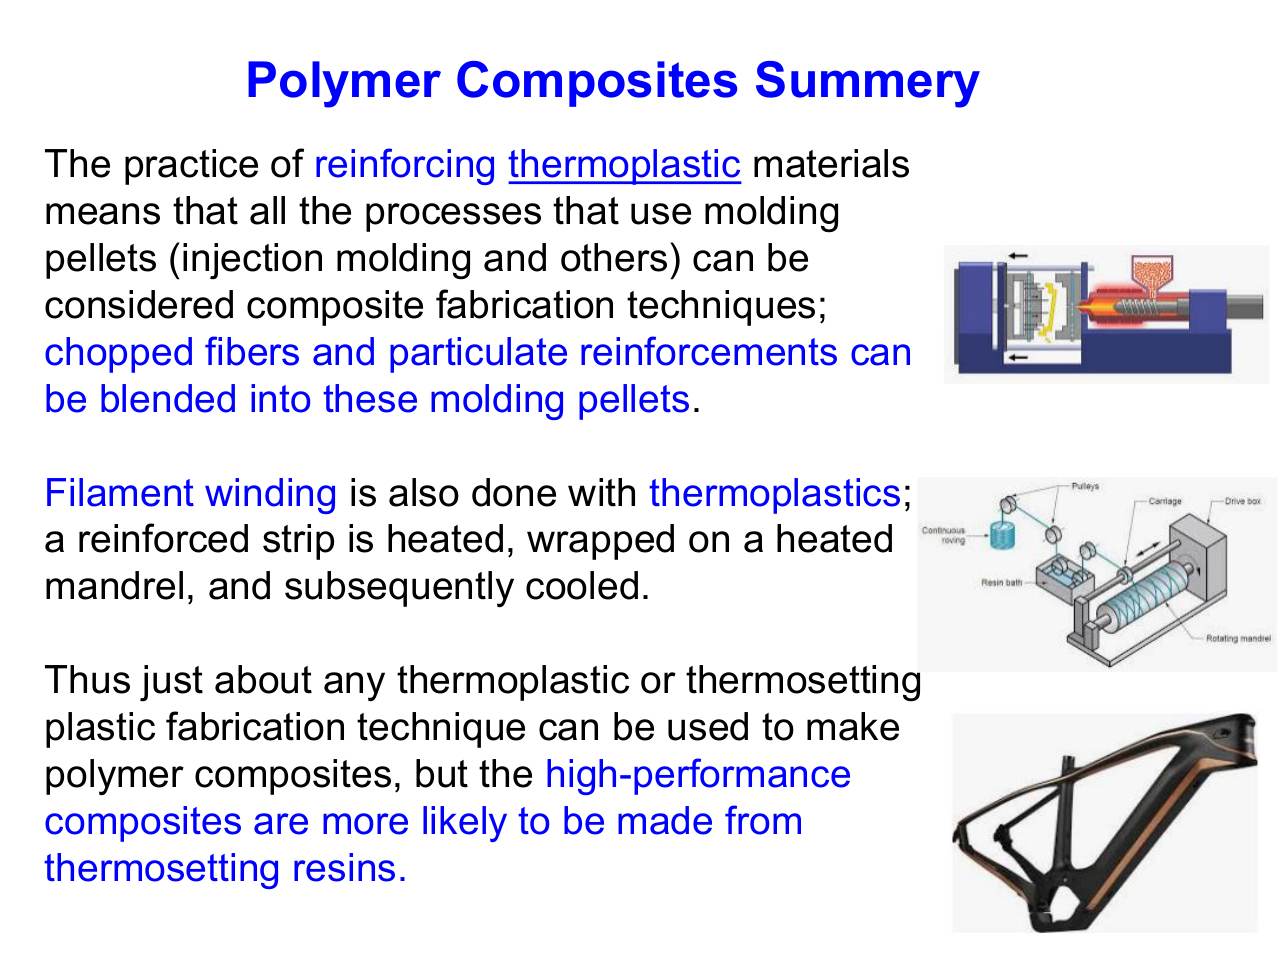 Polymer Composites Summery
The practice of reinforcing thermoplastic materials
means that all the processes that use molding
pellets (injection molding and others) can be
considered composite fabrication techniques;
chopped fibers and particulate reinforcements can
be blended into these molding pellets.
Filament winding is also done with thermoplastics;
a reinforced strip is heated, wrapped on a heated
mandrel, and subsequently cooled.
Thus just about any thermoplastic or thermosetting
plastic fabrication technique can be used to make
polymer composites, but the high-performance
composites are more likely to be made from
thermosetting resins.
Pulleys
Carriage
Drive box
Continuous
roving
Resin bath
Rotating mandrel